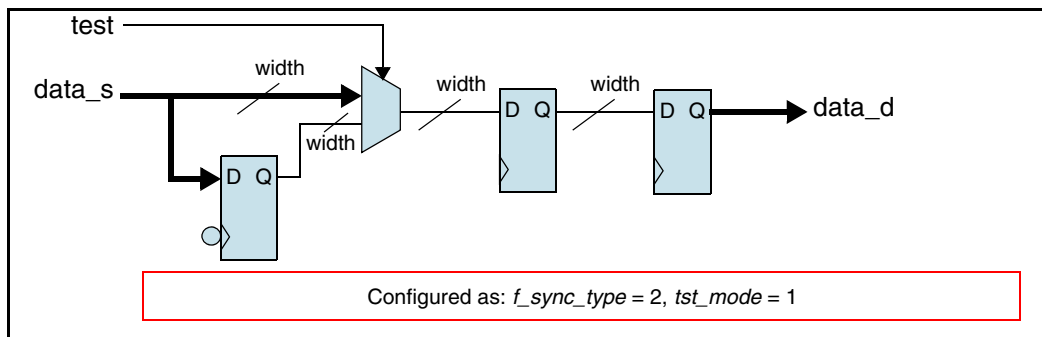 test
width
width
width
data_s
data_d
D Q
D Q
width
D Q
Configured as: f_sync_type = 2, tst_mode = 1